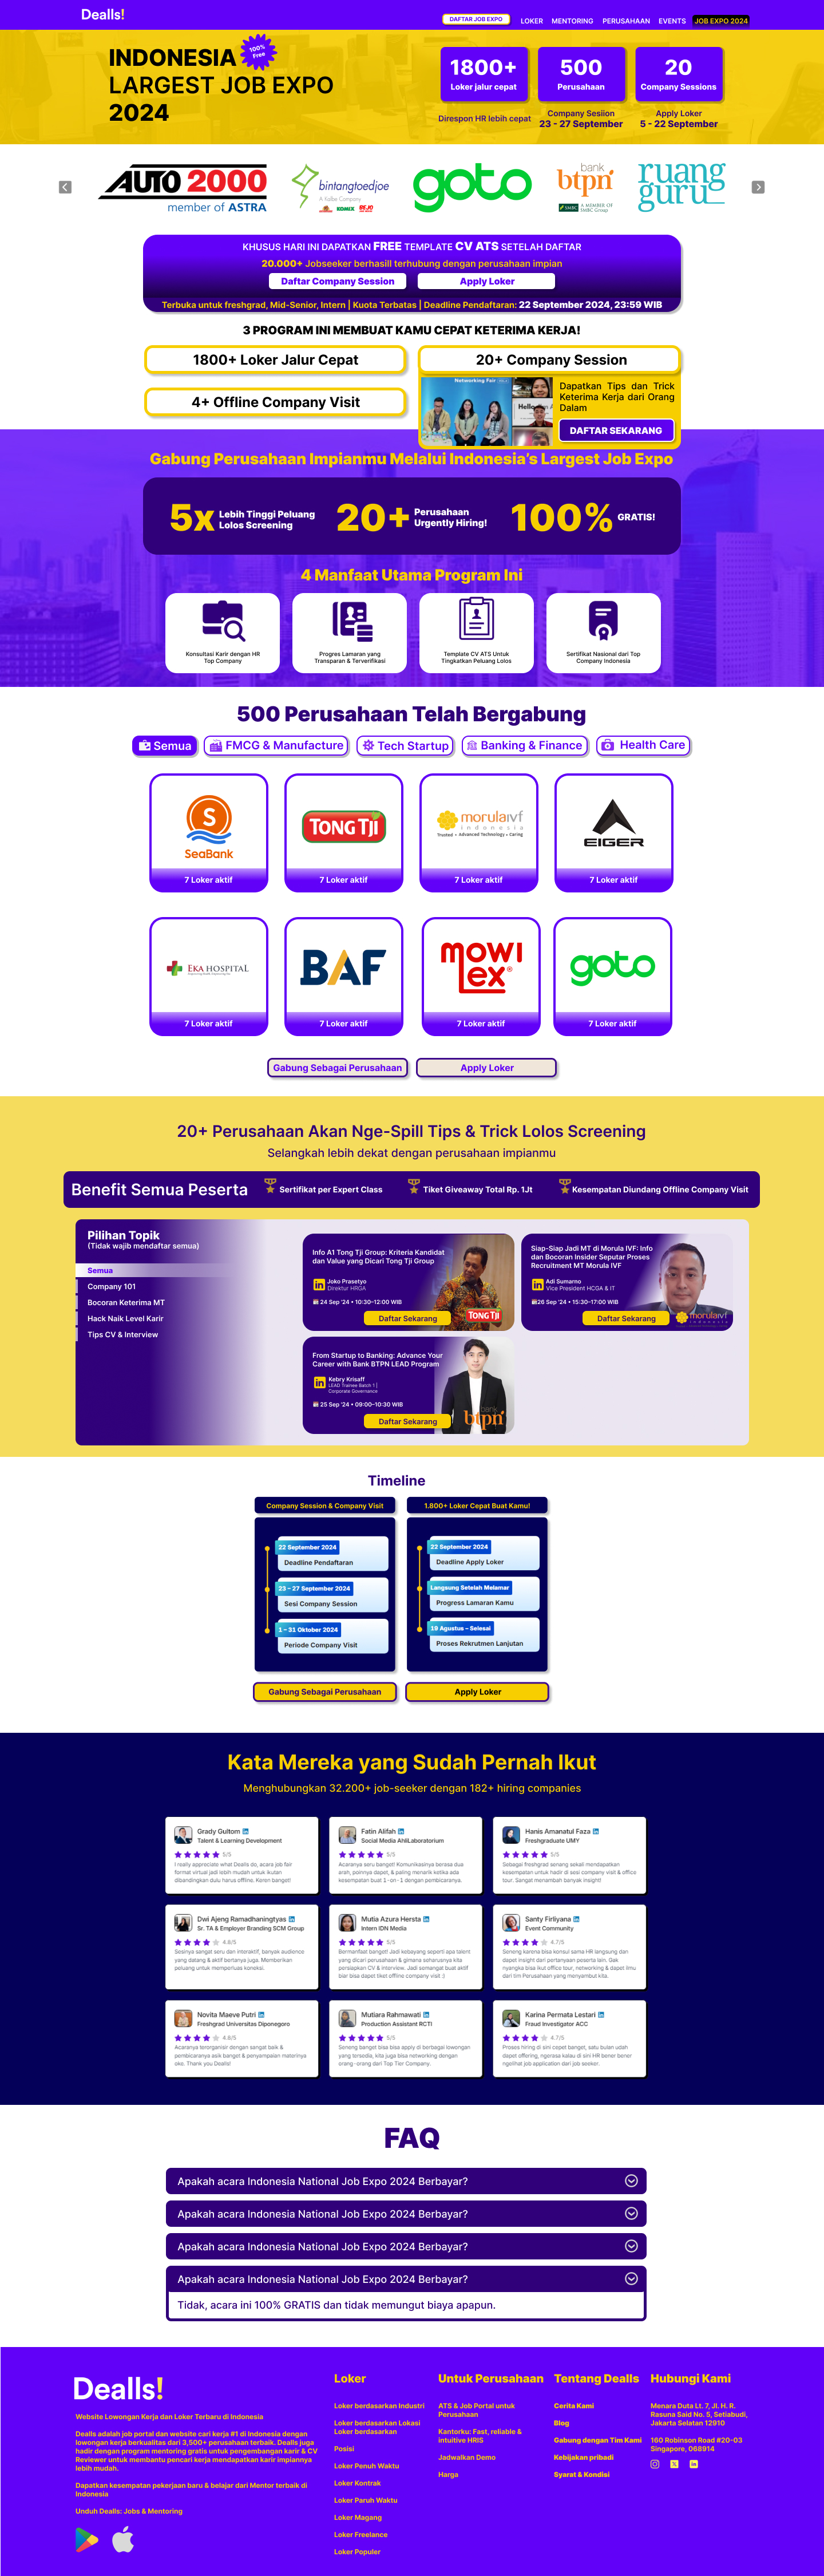 Dealls!
DAFTAR JOB EXPO
LOKER
MENTORING
PERUSAHAAN
EVENTS
JOB EXPO 2024
INDONESIA
LARGEST JOB EXPO
2024
100%
Free
1800+
Loker jalur cepat
Direspon HR lebih cepat
500
Perusahaan
Company Sesiion
23 - 27 September
20
Company Sessions
Apply Loker
5 - 22 September
AUTO 2000
member of ASTRA
bintangtoedjoe
A Kalbe Company
KOMIX
BEJO
goto
bank
btpn
SMBC
A MEMBER OF
SMBC Group
ruang
guru
KHUSUS HARI INI DAPATKAN FREE TEMPLATE CV ATS SETELAH DAFTAR
20.000+ Jobseeker berhasill terhubung dengan perusahaan impian
Daftar Company Session
Apply Loker
Terbuka untuk freshgrad, Mid-Senior, Intern | Kuota Terbatas | Deadline Pendaftaran: 22 September 2024, 23:59 WIB
3 PROGRAM INI MEMBUAT KAMU CEPAT KETERIMA KERJA!
1800+ Loker Jalur Cepat
4+ Offline Company Visit
20+ Company Session
Networking Fair
Dapatkan Tips dan Trick
Keterima Kerja dari Orang
Dalam
DAFTAR SEKARANG
Gabung Perusahaan Impianmu Melalui Indonesia's Largest Job Expo
5x
Lebih Tinggi Peluang
Lolos Screening
20+
Perusahaan
Urgently Hiring!
100%
GRATIS!
4 Manfaat Utama Program Ini
Konsultasi Karir dengan HR
Top Company
Progres Lamaran yang
Transparan & Terverifikasi
Template CV ATS Untuk
Tingkatkan Peluang Lolos
Sertifikat Nasional dari Top
Company Indonesia
500 Perusahaan Telah Bergabung
Semua
FMCG & Manufacture
Tech Startup
Banking & Finance
Health Care
SeaBank
7 Loker aktif
TONG TJI
7 Loker aktif
morulaivf
indonesia
Trusted • Advanced Technology • Caring
7 Loker aktif
EIGER
7 Loker aktif
EKA HOSPITAL
7 Loker aktif
BAF
7 Loker aktif
MOWI
LEX®
7 Loker aktif
goto
7 Loker aktif
Gabung Sebagai Perusahaan
Apply Loker
20+ Perusahaan Akan Nge-Spill Tips & Trick Lolos Screening
Selangkah lebih dekat dengan perusahaan impianmu
Benefit Semua Peserta
Sertifikat per Expert Class
Tiket Giveaway Total Rp. 1Jt
Kesempatan Diundang Offline Company Visit
Pilihan Topik
(Tidak wajib mendaftar semua)
Semua
Company 101
Bocoran Keterima MT
Hack Naik Level Karir
Tips CV & Interview
Info A1 Tong Tji Group: Kriteria Kandidat
dan Value yang Dicari Tong Tji Group
Joko Prasetyo
Direktur HRGA
24 Sep '24 • 10:30–12:00 WIB
Daftar Sekarang
TONG TJI
Siap-Siap Jadi MT di Morula IVF: Info
dan Bocoran Insider Seputar Proses
Recruitment MT Morula IVF
Adi Sumarno
Vice President HCGA & IT
26 Sep '24 • 15:30-17:00 WIB
Daftar Sekarang
morulaivf
indonesia
From Startup to Banking: Advance Your
Career with Bank BTPN LEAD Program
Kebry Krisaff
LEAD Trainee Batch 1 |
Corporate Governance
25 Sep '24 • 09:00–10:30 WIB
Daftar Sekarang
bank
btpn
Timeline
Company Session & Company Visit
22 September 2024
Deadline Pendaftaran
23 – 27 September 2024
Sesi Company Session
1 – 31 Oktober 2024
Periode Company Visit
Gabung Sebagai Perusahaan
1.800+ Loker Cepat Buat Kamu!
22 September 2024
Deadline Apply Loker
Langsung Setelah Melamar
Progress Lamaran Kamu
19 Agustus – Selesai
Proses Rekrutmen Lanjutan
Apply Loker
Kata Mereka yang Sudah Pernah Ikut
Menghubungkan 32.200+ job-seeker dengan 182+ hiring companies
Grady Gultom
Talent & Learning Development
5/5
I really appreciate what Dealls do, acara job fair
format virtual jadi lebih mudah untuk ikutan
dibandingkan dulu harus offline. Keren banget!
Fatin Alifah
Social Media AhliLaboratorium
5/5
Acaranya seru banget! Komunikasinya berasa dua
arah, poinnya dapet, & paling menarik ketika ada
kesempatan buat 1-on-1 dengan pembicaranya.
Hanis Amanatul Faza
Freshgraduate UMY
5/5
Sebagai freshgrad senang sekali mendapatkan
kesempatan untuk hadir di sesi company visit & office
tour. Sangat menambah banyak insight!
Dwi Ajeng Ramadhaningtyas
Sr. TA & Employer Branding SCM Group
4.8/5
Sesinya sangat seru dan interaktif, banyak audience
yang datang & aktif bertanya juga. Memberikan
peluang untuk memperluas koneksi.
Mutia Azura Hersta
Intern IDN Media
5/5
Bermanfaat banget! Jadi kebayang seperti apa talent
yang dicari perusahaan & gimana seharusnya kita
persiapkan CV & interview. Jadi semangat buat aktif
biar bisa dapet tiket offline company visit :)
Santy Firliyana
Event Community
4.7/5
Seneng karena bisa konsul sama HR langsung dan
dapet insight dari pertanyaan peserta lain. Gak
nyangka bisa ikut office tour, networking & dapet ilmu
dari tim Perusahaan yang menyambut kita.
Novita Maeve Putri
Freshgrad Universitas Diponegoro
4.8/5
Acaranya terorganisir dengan sangat baik &
pembicaranya asik banget & penyampaian materinya
oke. Thank you Dealls!
Mutiara Rahmawati
Production Assistant RCTI
5/5
Seneng banget bisa bisa apply di berbagai lowongan
yang tersedia, kita juga bisa networking dengan
orang-orang dari Top Tier Company.
Karina Permata Lestari
Fraud Investigator ACC
4.7/5
Proses hiring di sini cepet banget, satu bulan udah
dapet offering, ngerasa kalau di sini HR bener bener
ngelihat job application dari job seeker.
FAQ
Apakah acara Indonesia National Job Expo 2024 Berbayar?
Apakah acara Indonesia National Job Expo 2024 Berbayar?
Apakah acara Indonesia National Job Expo 2024 Berbayar?
Apakah acara Indonesia National Job Expo 2024 Berbayar?
Tidak, acara ini 100% GRATIS dan tidak memungut biaya apapun.
Dealls!
Website Lowongan Kerja dan Loker Terbaru di Indonesia
Dealls adalah job portal dan website cari kerja #1 di Indonesia dengan
lowongan kerja berkualitas dari 3,500+ perusahaan terbaik. Dealls juga
hadir dengan program mentoring gratis untuk pengembangan karir & CV
Reviewer untuk membantu pencari kerja mendapatkan karir impiannya
lebih mudah.
Dapatkan kesempatan pekerjaan baru & belajar dari Mentor terbaik di
Indonesia
Unduh Dealls: Jobs & Mentoring
Loker
Loker berdasarkan Industri
Loker berdasarkan Lokasi
Loker berdasarkan
Posisi
Loker Penuh Waktu
Loker Kontrak
Loker Paruh Waktu
Loker Magang
Loker Freelance
Loker Populer
Untuk Perusahaan
ATS & Job Portal untuk
Perusahaan
Kantorku: Fast, reliable &
intuitive HRIS
Jadwalkan Demo
Harga
Tentang Dealls
Cerita Kami
Blog
Gabung dengan Tim Kami
Kebijakan pribadi
Syarat & Kondisi
Hubungi Kami
Menara Duta Lt. 7, Jl. H. R.
Rasuna Said No. 5, Setiabudi,
Jakarta Selatan 12910
160 Robinson Road #20-03
Singapore, 068914